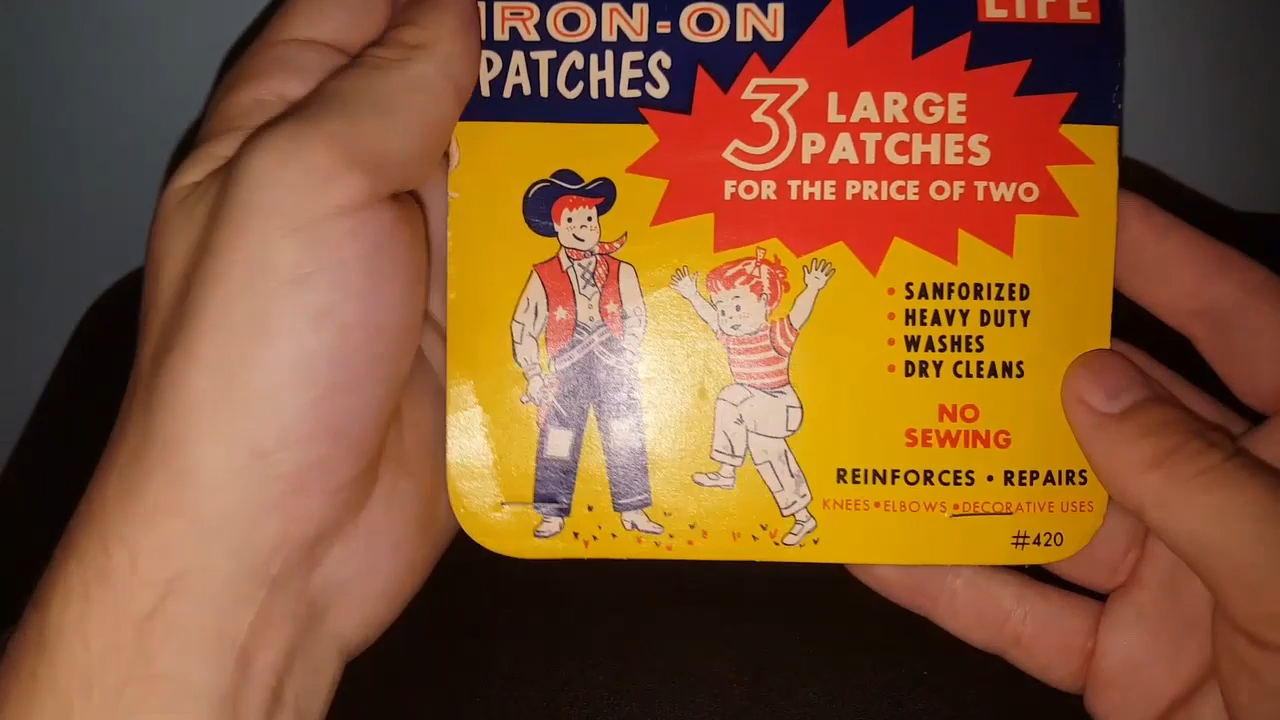 IRON-ON
PATCHES
LIFE
3 LARGE
PATCHES
FOR THE PRICE OF TWO
• SANFORIZED
• HEAVY DUTY
• WASHES
• DRY CLEANS
NO
SEWING
REINFORCES • REPAIRS
KNEES • ELBOWS • DECORATIVE USES
#420